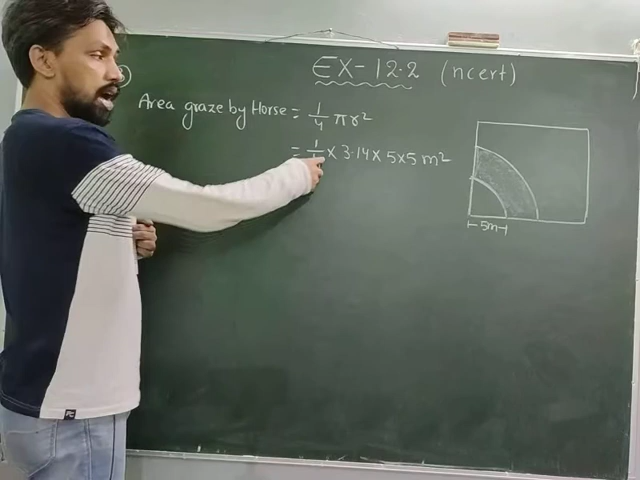 EX-12.2 (ncert)
Area graze by Horse = 1/4 πr²
= 1/4 × 3.14 × 5×5 m²
5m